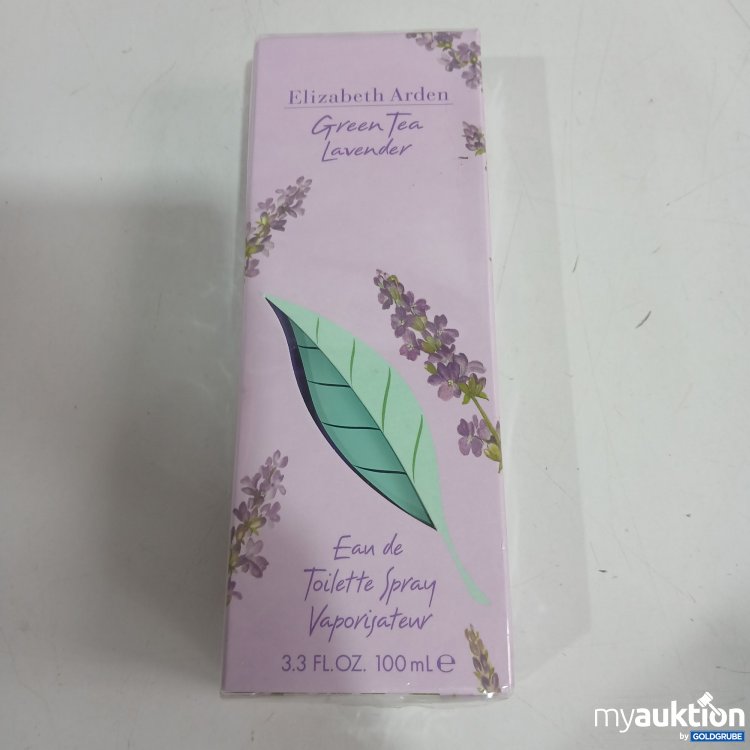 Elizabeth Arden
Green Tea
Lavender
Eau de
Toilette Spray
Vaporisateur
3.3 FL.OZ. 100 mL ℮
myauktion
by GOLDGRUBE